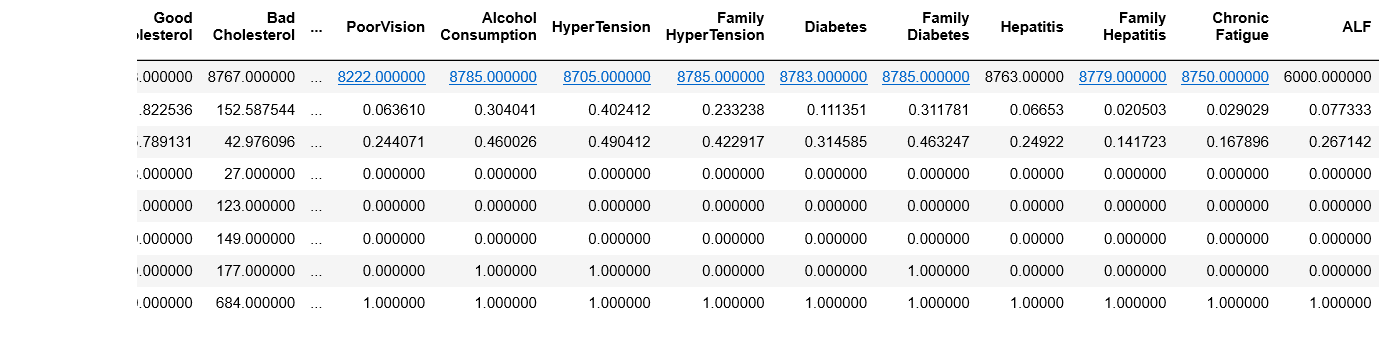 Good Bad Alcohol Family Family Family Chronic
lesterol Cholesterol ... PoorVision Consumption HyperTension HyperTension Diabetes Diabetes Hepatitis Hepatitis Fatigue ALF
.000000 8767.000000 ... 8222.000000 8785.000000 8705.000000 8785.000000 8783.000000 8785.000000 8763.00000 8779.000000 8750.000000 6000.000000
.822536 152.587544 ... 0.063610 0.304041 0.402412 0.233238 0.111351 0.311781 0.06653 0.020503 0.029029 0.077333
.789131 42.976096 ... 0.244071 0.460026 0.490412 0.422917 0.314585 0.463247 0.24922 0.141723 0.167896 0.267142
.000000 27.000000 ... 0.000000 0.000000 0.000000 0.000000 0.000000 0.000000 0.00000 0.000000 0.000000 0.000000
.000000 123.000000 ... 0.000000 0.000000 0.000000 0.000000 0.000000 0.000000 0.00000 0.000000 0.000000 0.000000
.000000 149.000000 ... 0.000000 0.000000 0.000000 0.000000 0.000000 0.000000 0.00000 0.000000 0.000000 0.000000
.000000 177.000000 ... 0.000000 1.000000 1.000000 0.000000 0.000000 1.000000 0.00000 0.000000 0.000000 0.000000
.000000 684.000000 ... 1.000000 1.000000 1.000000 1.000000 1.000000 1.000000 1.00000 1.000000 1.000000 1.000000